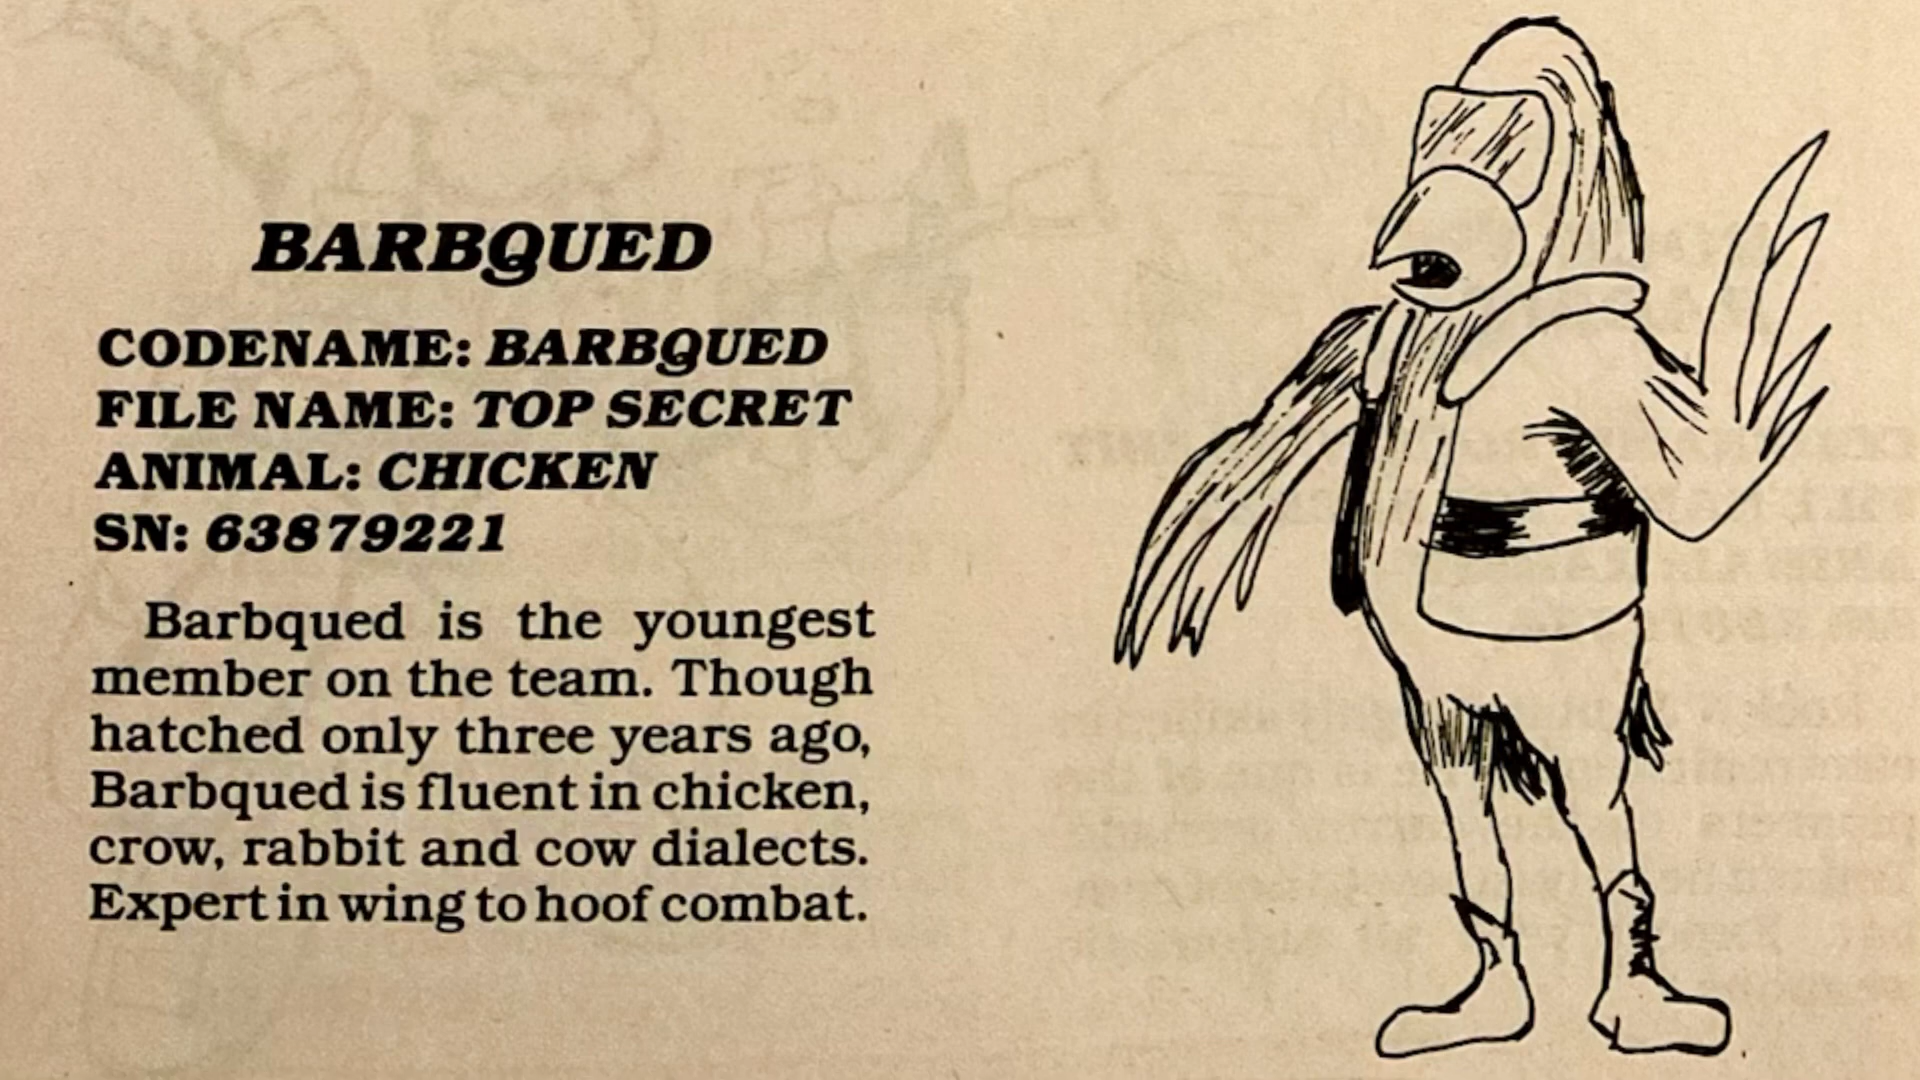 BARBQUED
CODENAME: BARBQUED
FILE NAME: TOP SECRET
ANIMAL: CHICKEN
SN: 63879221
Barbqued is the youngest
member on the team. Though
hatched only three years ago,
Barbqued is fluent in chicken,
crow, rabbit and cow dialects.
Expert in wing to hoof combat.